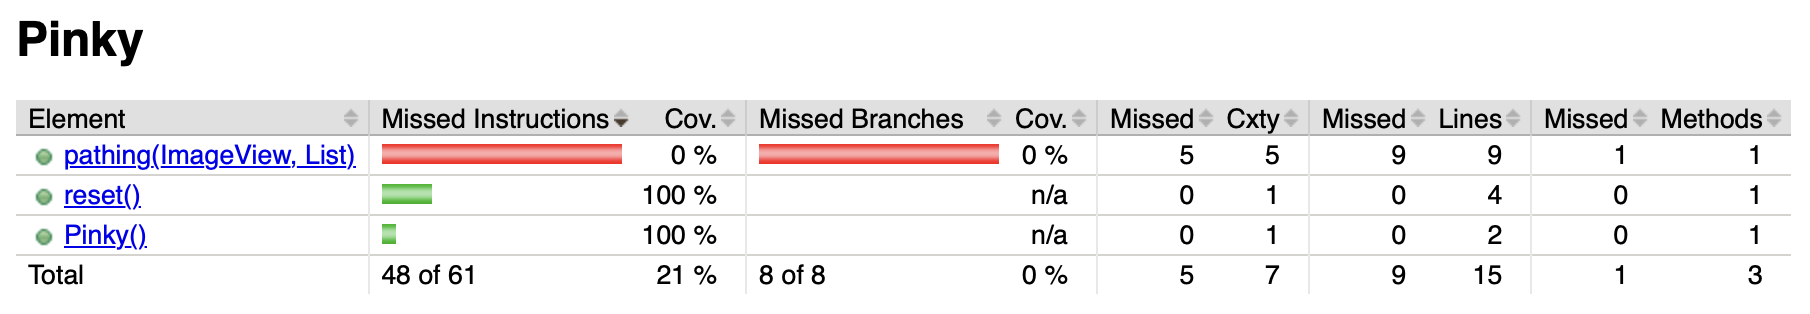 Pinky
Element Missed Instructions Cov. Missed Branches Cov. Missed Cxty Missed Lines Missed Methods
pathing(ImageView, List) 0 % 0 % 5 5 9 9 1 1
reset() 100 % n/a 0 1 0 4 0 1
Pinky() 100 % n/a 0 1 0 2 0 1
Total 48 of 61 21 % 8 of 8 0 % 5 7 9 15 1 3